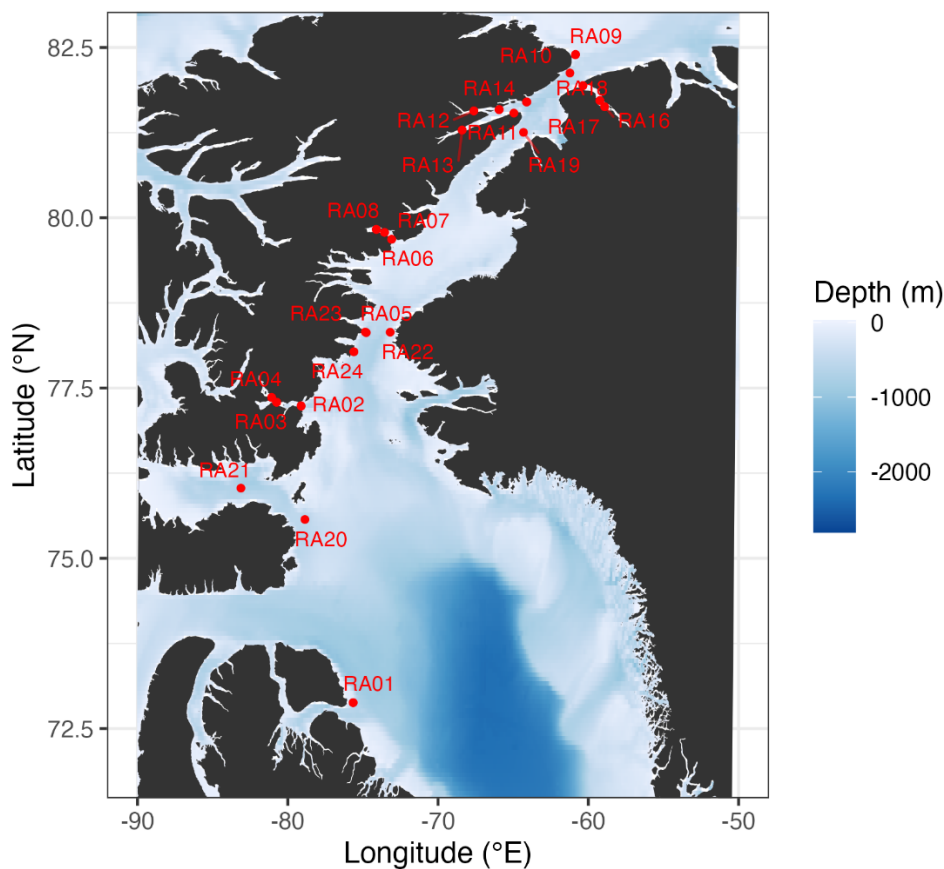 82.5
80.0
77.5
75.0
72.5
Latitude (°N)
RA09
RA10
RA14
RA18
RA12
RA11
RA17
RA16
RA13
RA19
RA08
RA07
RA06
RA23
RA05
RA22
RA24
RA04
RA03
RA02
RA21
RA20
RA01
-90
-80
-70
-60
-50
Longitude (°E)
Depth (m)
0
-1000
-2000